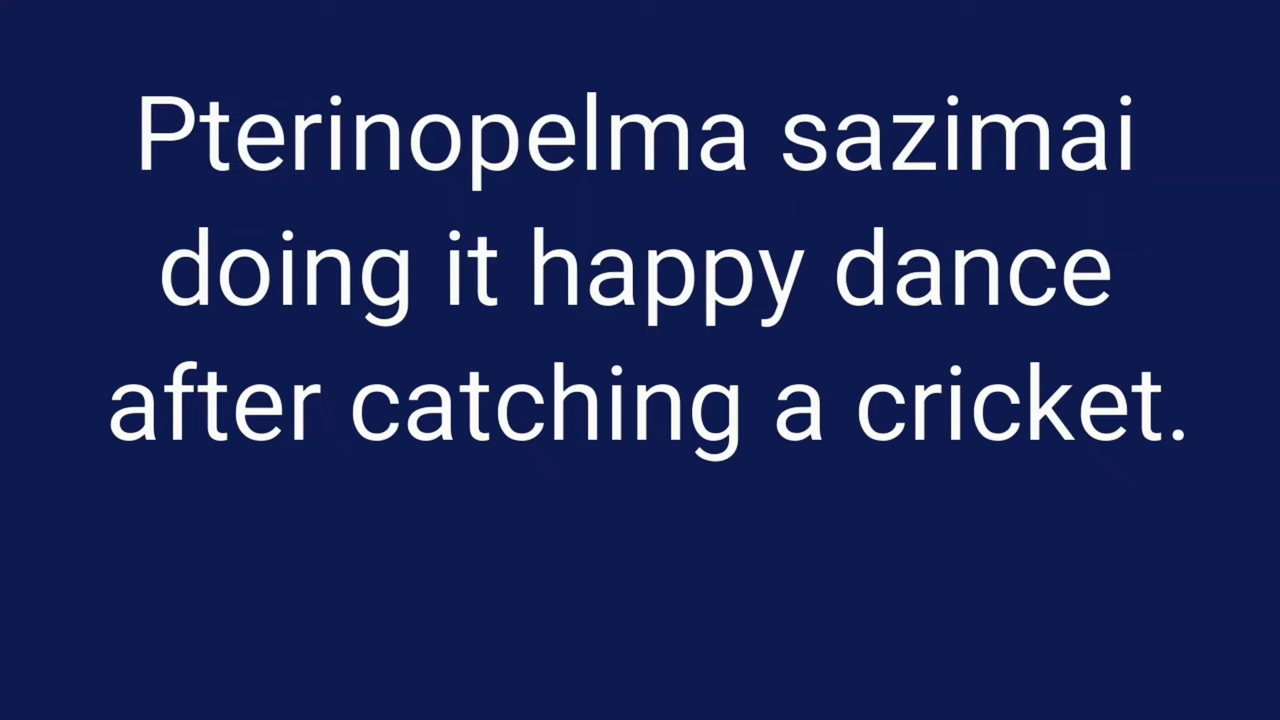 Pterinopelma sazimai
doing it happy dance
after catching a cricket.